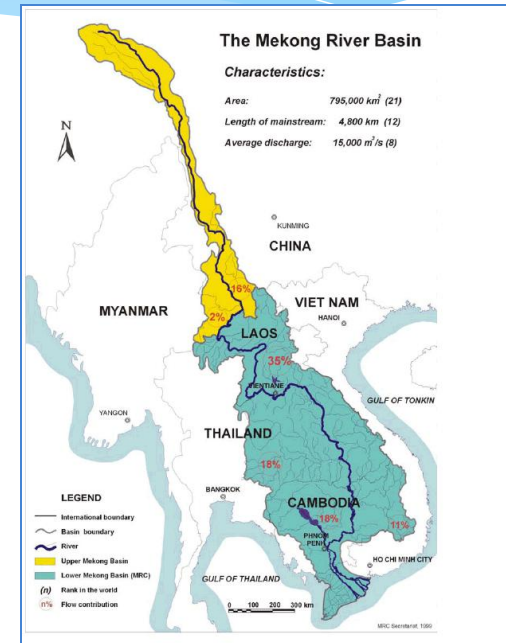 The Mekong River Basin
Characteristics:
Area: 795,000 km² (21)
Length of mainstream: 4,800 km (12)
Average discharge: 15,000 m³/s (8)
N
KUNMING
CHINA
16%
MYANMAR
2%
VIET NAM
HANOI
LAOS
35%
VIENTIANE
GULF OF TONKIN
YANGON
THAILAND
18%
BANGKOK
CAMBODIA
18%
11%
PHNOM
PENH
HO CHI MINH CITY
GULF OF THAILAND
LEGEND
International boundary
Basin boundary
River
Upper Mekong Basin
Lower Mekong Basin (MRC)
(n) Rank in the world
n% Flow contribution
0 100 200 300 km
MRC Secretariat 1999